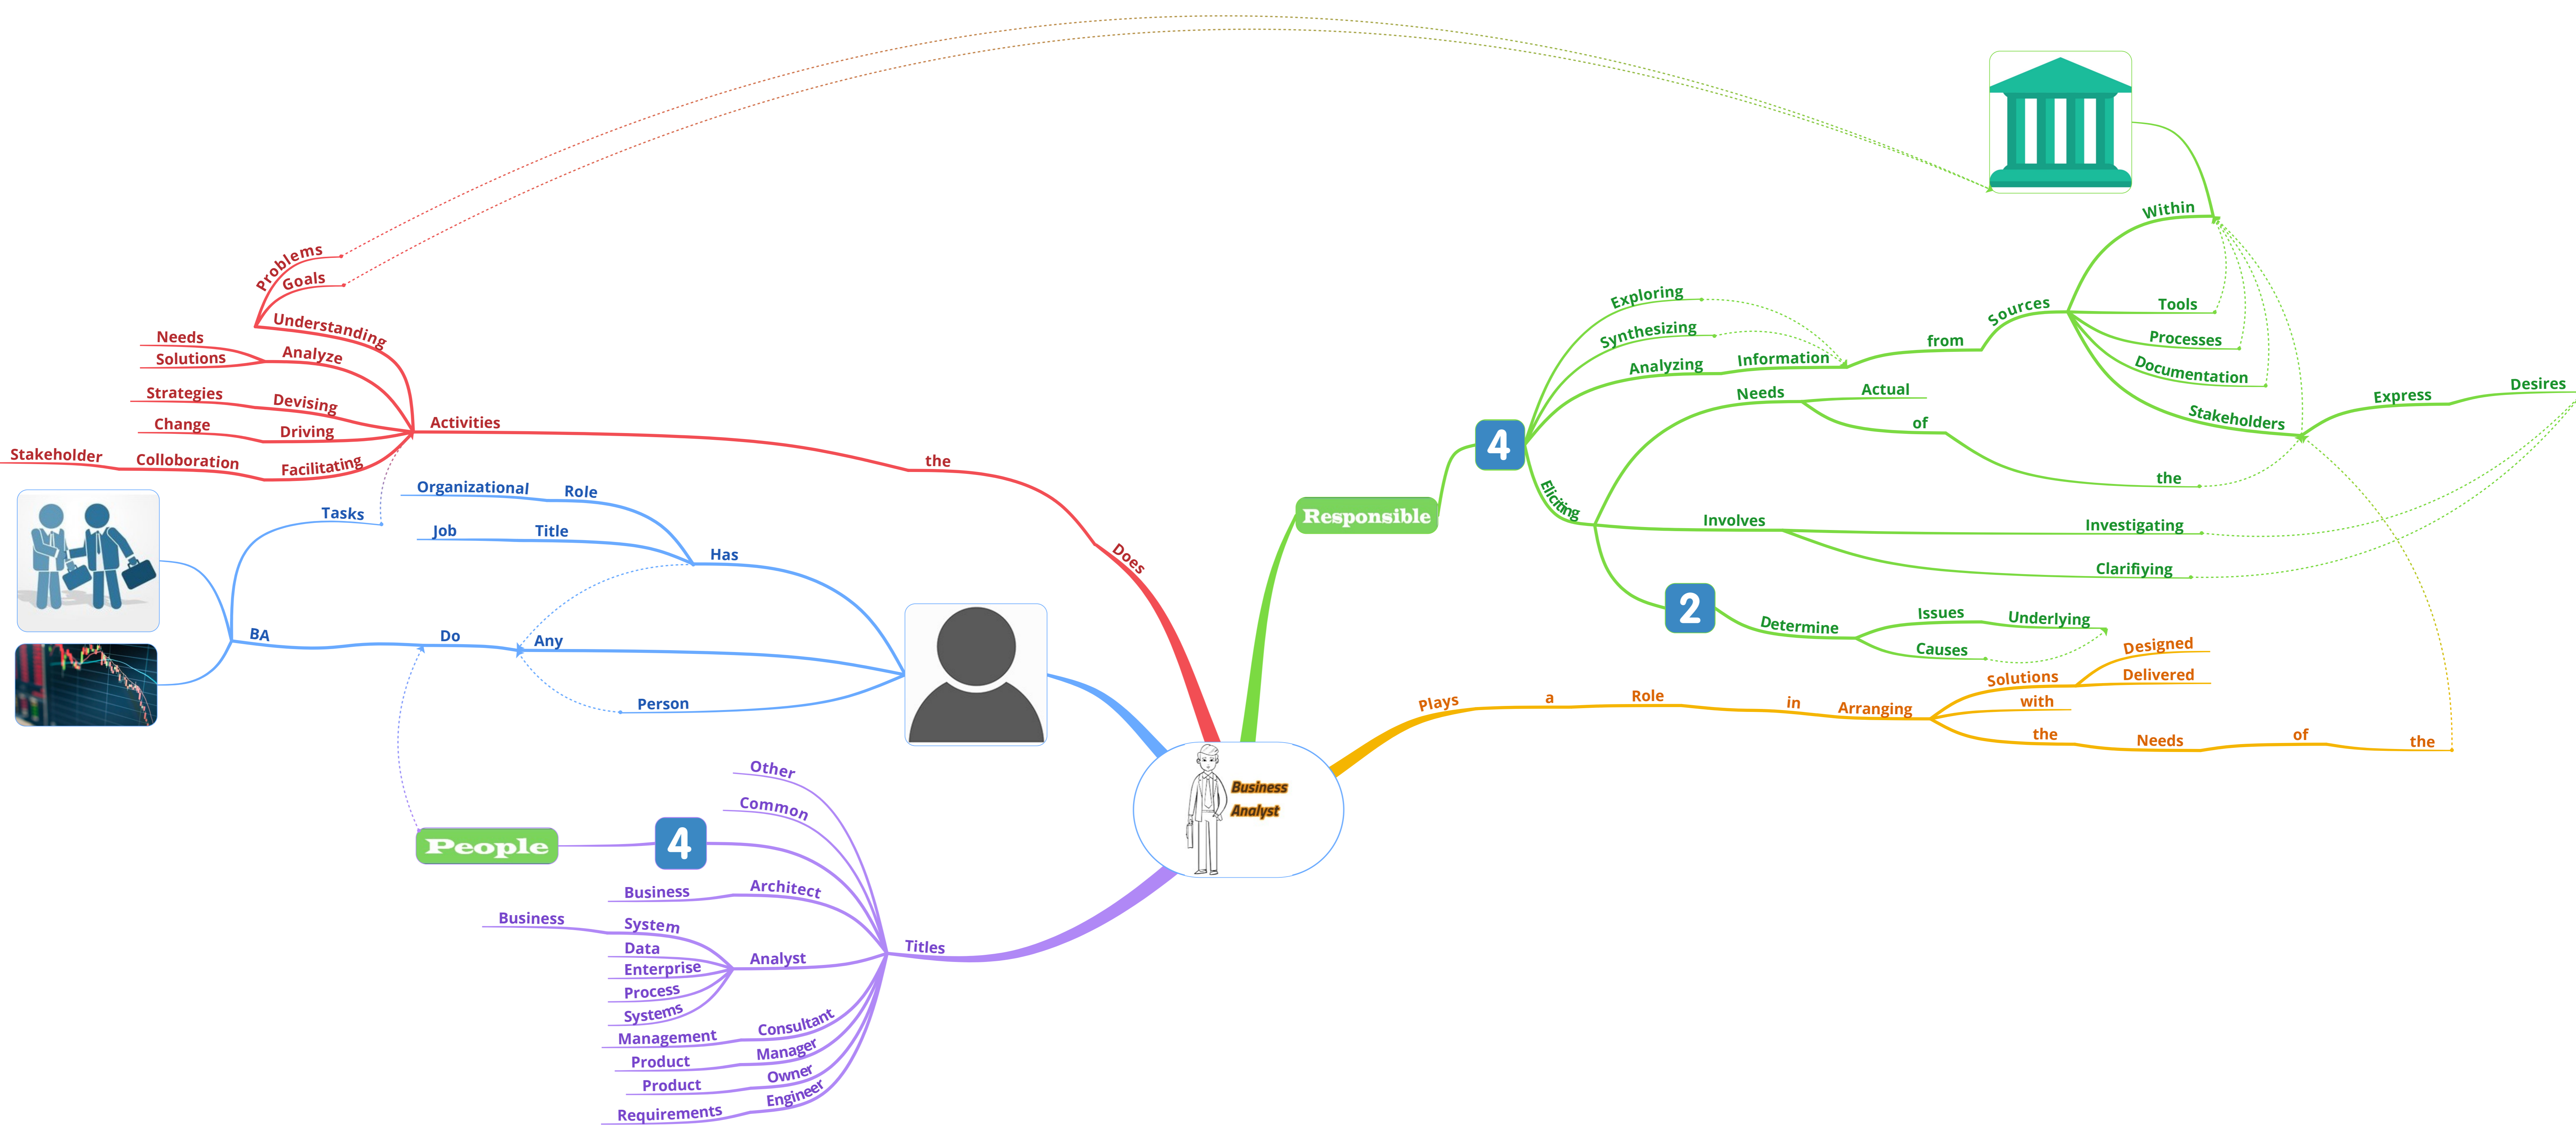 Problems
Goals
Understanding
Needs
Solutions
Analyze
Strategies
Devising
Change
Driving
Stakeholder
Colloboration
Facilitating
Activities
the
Does
Organizational
Role
Job
Title
Has
Tasks
BA
Do
Any
Person
Other
Common
People
4
Business
Architect
Business
System
Data
Enterprise
Process
Systems
Analyst
Management
Consultant
Product
Manager
Product
Owner
Requirements
Engineer
Titles
Business
Analyst
Responsible
4
Exploring
Synthesizing
Analyzing
Information
from
Sources
Within
Tools
Processes
Documentation
Stakeholders
Express
Desires
Eliciting
Needs
Actual
of
the
Involves
Investigating
Clarifiying
2
Determine
Issues
Underlying
Causes
Plays
a
Role
in
Arranging
Solutions
Designed
Delivered
with
the
Needs
of
the